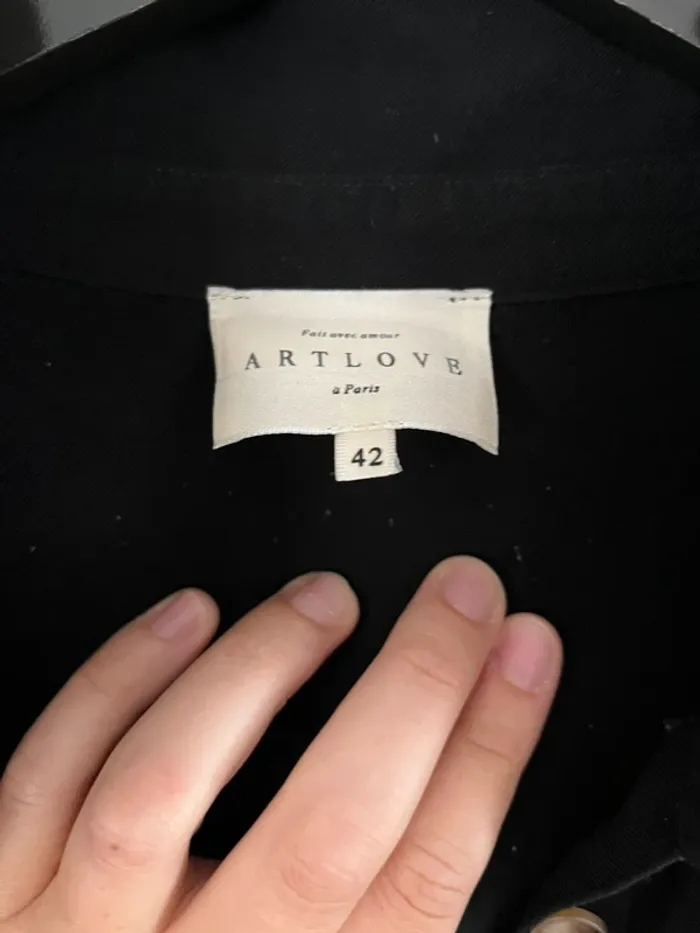 Fait avec amour
ARTLOVE
à Paris
42